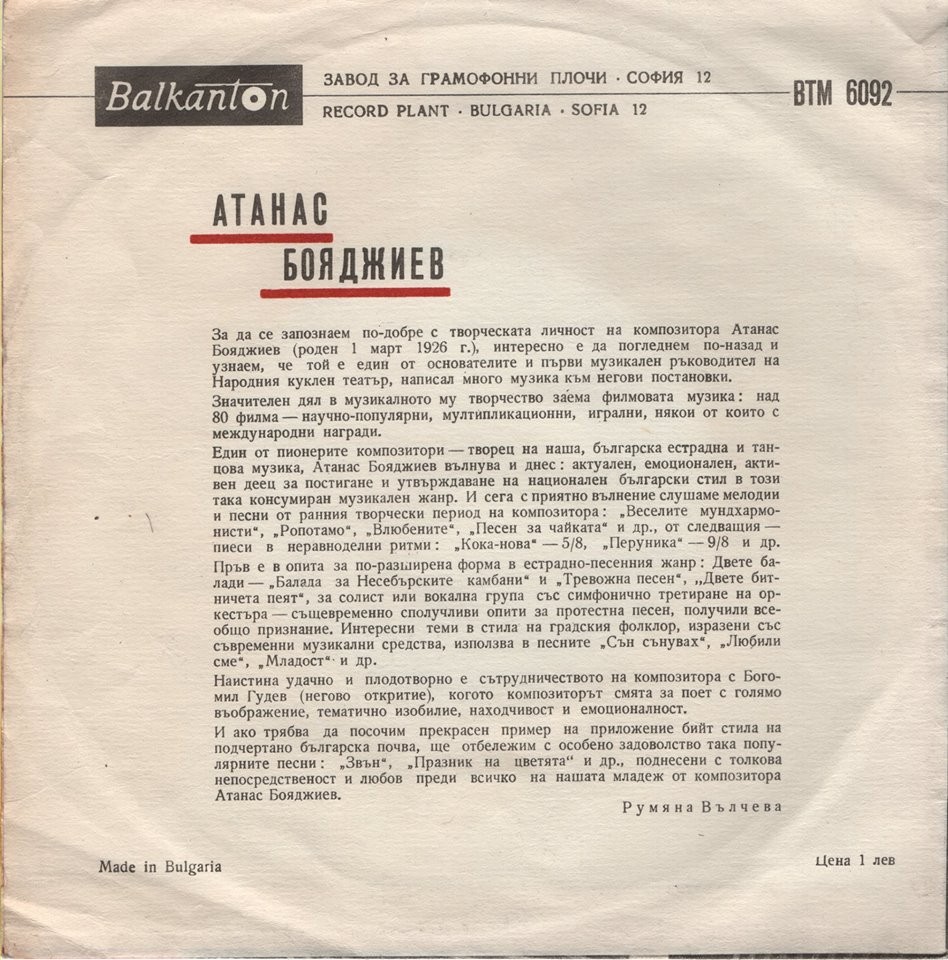 Balkanton
ЗАВОД ЗА ГРАМОФОННИ ПЛОЧИ · СОФИЯ 12
RECORD PLANT · BULGARIA · SOFIA 12
ВТМ 6092
АТАНАС
БОЯДЖИЕВ
За да се запознаем по-добре с творческата личност на композитора Атанас
Бояджиев (роден 1 март 1926 г.), интересно е да погледнем по-назад и
узнаем, че той е един от основателите и първи музикален ръководител на
Народния куклен театър, написал много музика към негови постановки.
Значителен дял в музикалното му творчество заема филмовата музика: над
80 филма — научно-популярни, мултипликационни, игрални, някои от които с
международни награди.
Един от пионерите композитори — творец на наша, българска естрадна и тан-
цова музика, Атанас Бояджиев вълнува и днес: актуален, емоционален, акти-
вен деец за постигане и утвърждаване на национален български стил в този
така консумиран музикален жанр. И сега с приятно вълнение слушаме мелодии
и песни от ранния творчески период на композитора: „Веселите мундхармо-
нисти“, „Ропотамо“, „Влюбените“, „Песен за чайката“ и др., от следващия —
пиеси в неравноделни ритми: „Кока-нова“ — 5/8, „Перуника“ — 9/8 и др.
Пръв е в опита за по-разширена форма в естрадно-песенния жанр: Двете ба-
лади — „Балада за Несебърските камбани“ и „Тревожна песен“, „Двете бит-
ничета пеят“, за солист или вокална група със симфонично третиране на ор-
кестъра — същевременно сполучливи опити за протестна песен, получили все-
общо признание. Интересни теми в стила на градския фолклор, изразени със
съвременни музикални средства, използва в песните „Сън сънувах“, „Любили
сме“, „Младост“ и др.
Наистина удачно и плодотворно е сътрудничеството на композитора с Бого-
мил Гудев (негово откритие), когото композиторът смята за поет с голямо
въображение, тематично изобилие, находчивост и емоционалност.
И ако трябва да посочим прекрасен пример на приложение бийт стила на
подчертано българска почва, ще отбележим с особено задоволство така попу-
лярните песни: „Звън“, „Празник на цветята“ и др., поднесени с толкова
непосредственост и любов преди всичко на нашата младеж от композитора
Атанас Бояджиев.
Румяна Вълчева
Made in Bulgaria
Цена 1 лев